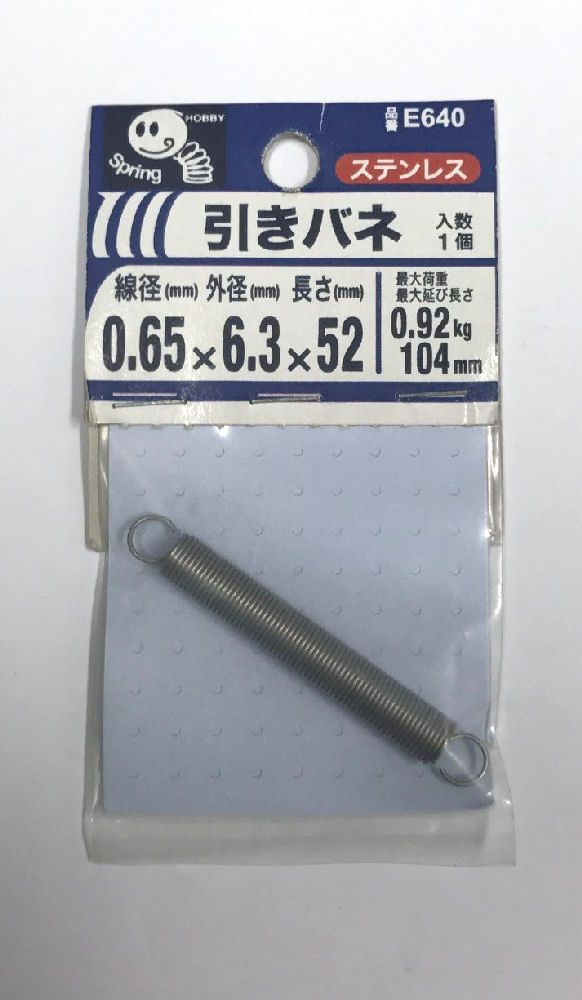 HOBBY
Spring
品番 E640
ステンレス
引きバネ
入数
1個
線径(mm) 外径(mm) 長さ(mm)
0.65×6.3×52
最大荷重
最大延び長さ
0.92kg
104mm